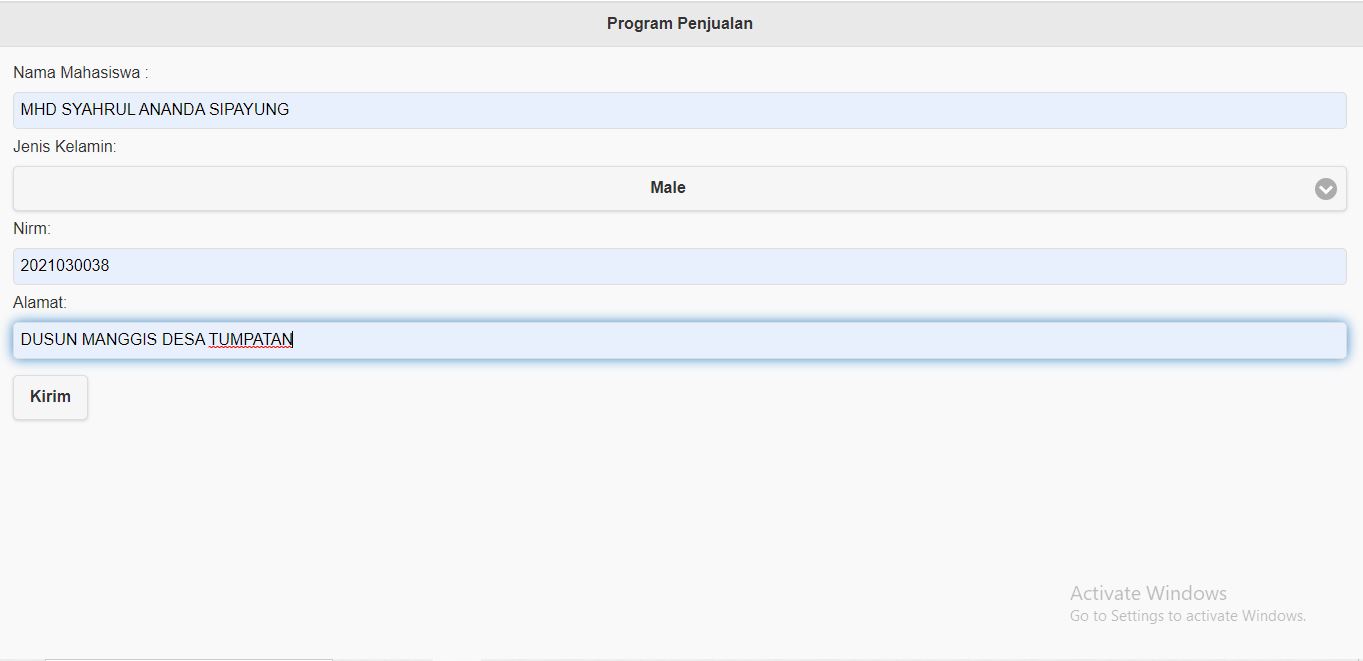 Program Penjualan
Nama Mahasiswa :
MHD SYAHRUL ANANDA SIPAYUNG
Jenis Kelamin:
Male
Nirm:
2021030038
Alamat:
DUSUN MANGGIS DESA TUMPATAN
Kirim
Activate Windows
Go to Settings to activate Windows.